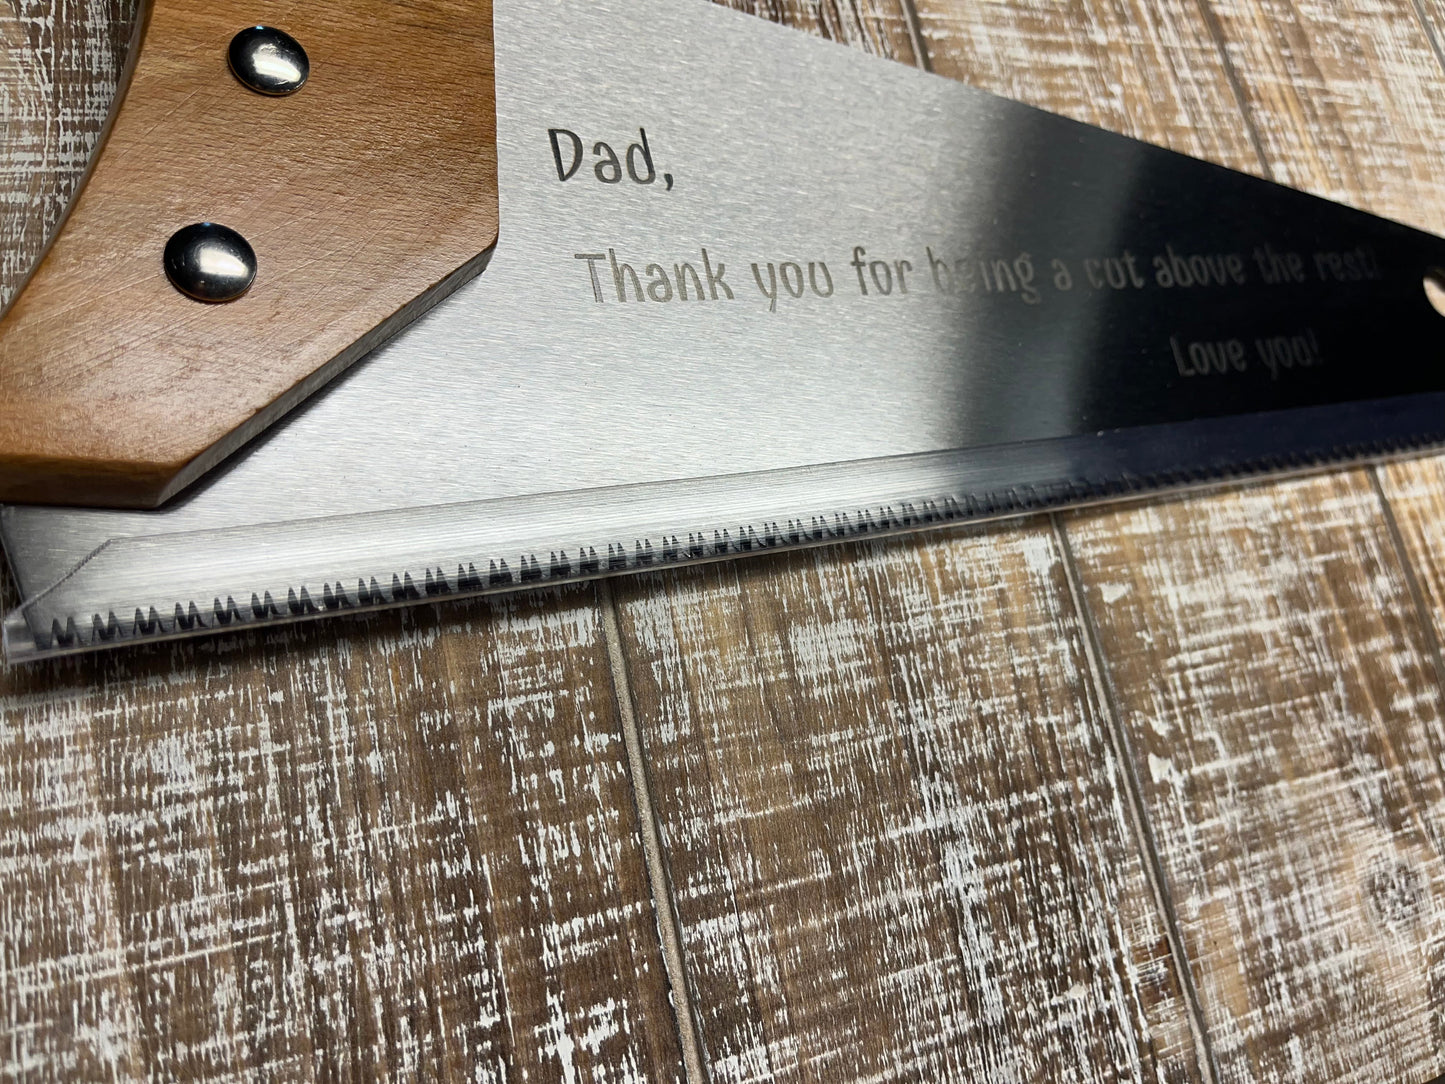 Dad,
Thank you for being a cut above the rest!
Love you!